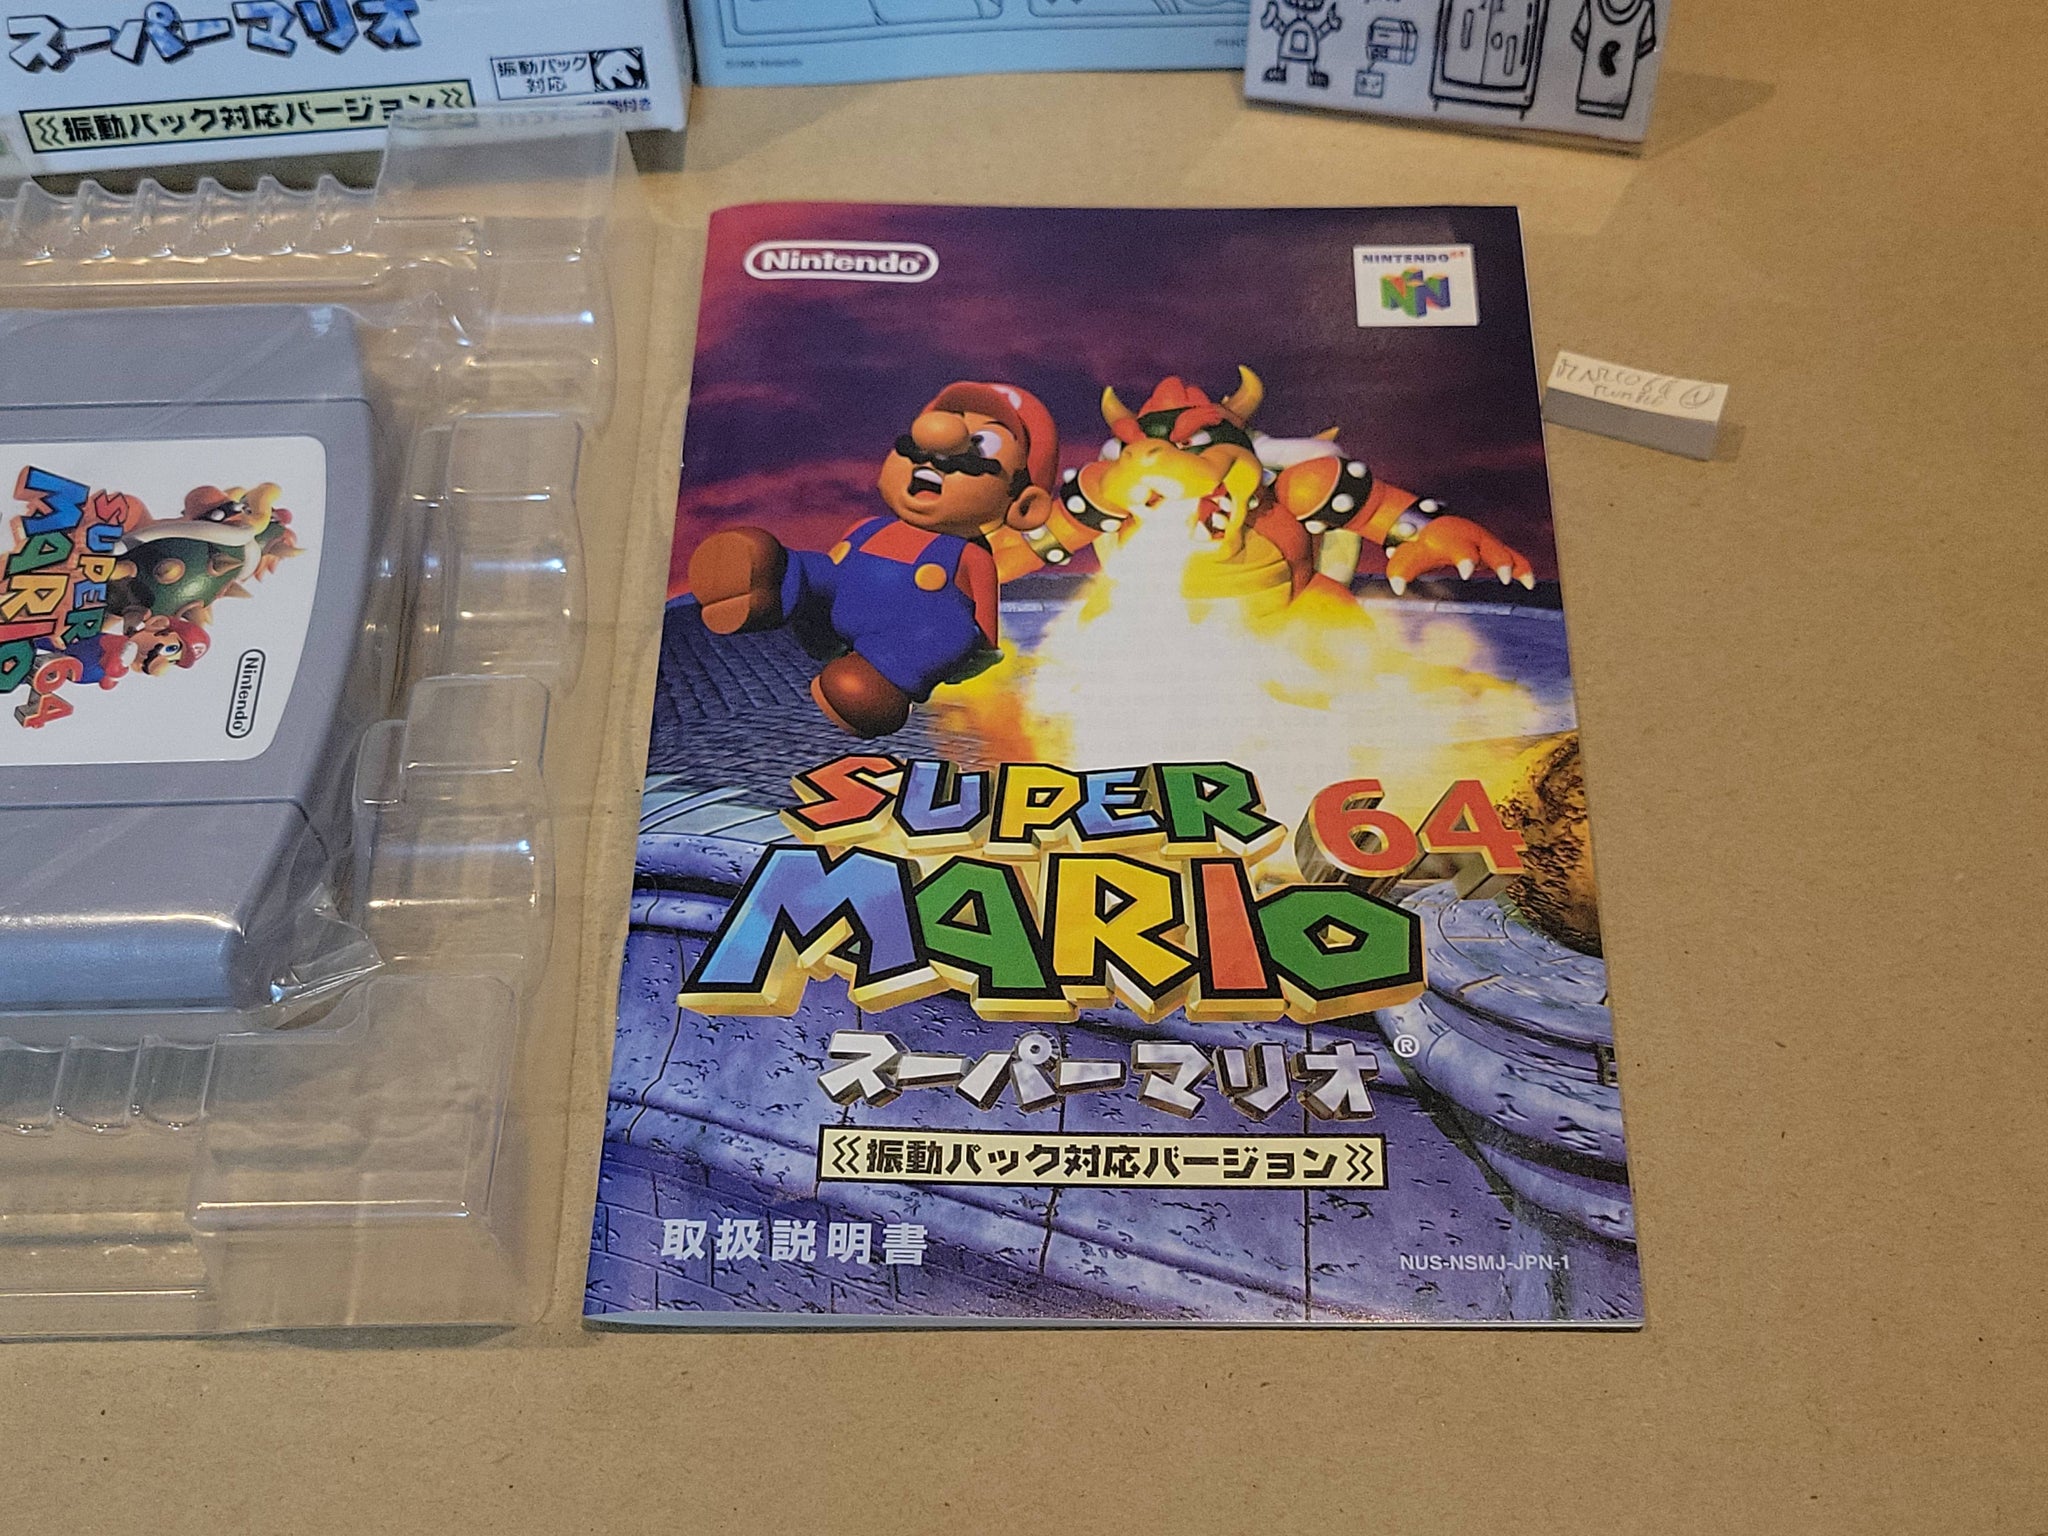 スーパーマリオ
振動パック
対応
振動パック対応バージョン
SUPER
MARIO
64
Nintendo
Nintendo
NINTENDO 64
SUPER
MARIO 64
スーパーマリオ®
振動パック対応バージョン
取扱説明書
NUS-NSMJ-JPN-1